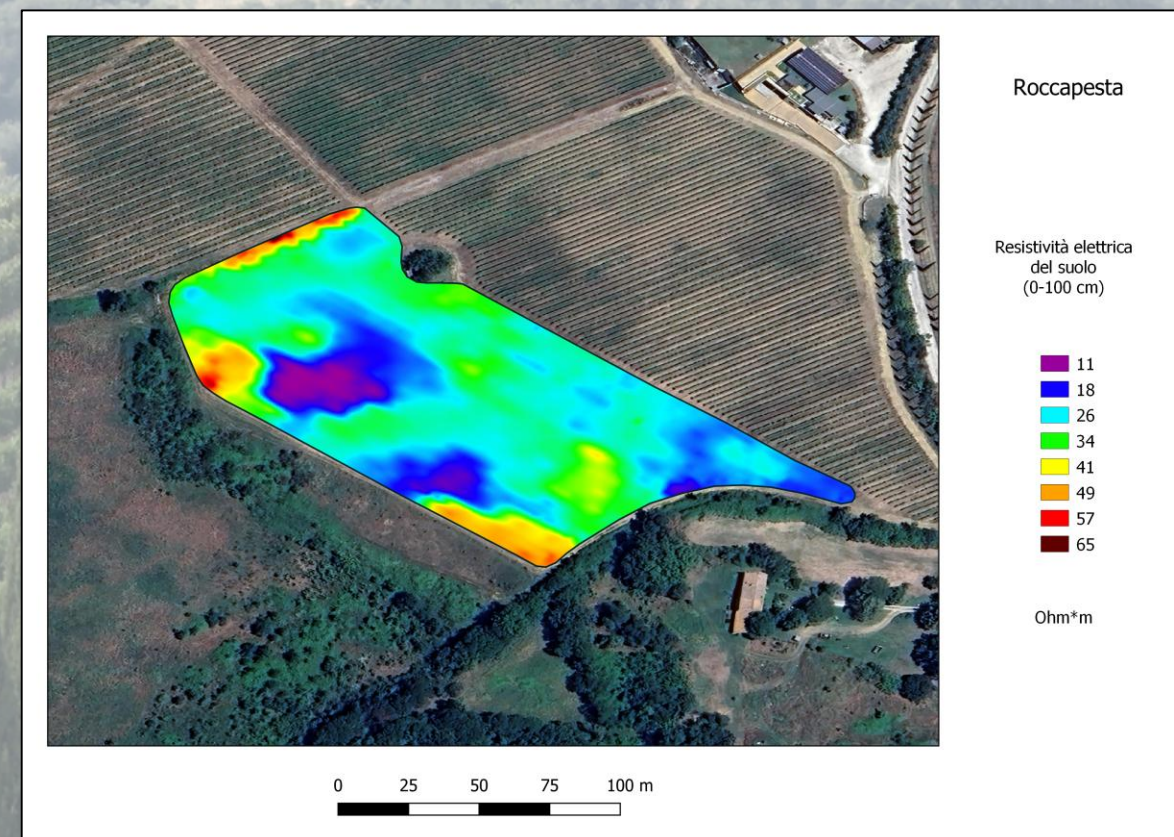 Roccapesta
Resistività elettrica
del suolo
(0-100 cm)
11
18
26
34
41
49
57
65
Ohm*m
0 25 50 75 100 m